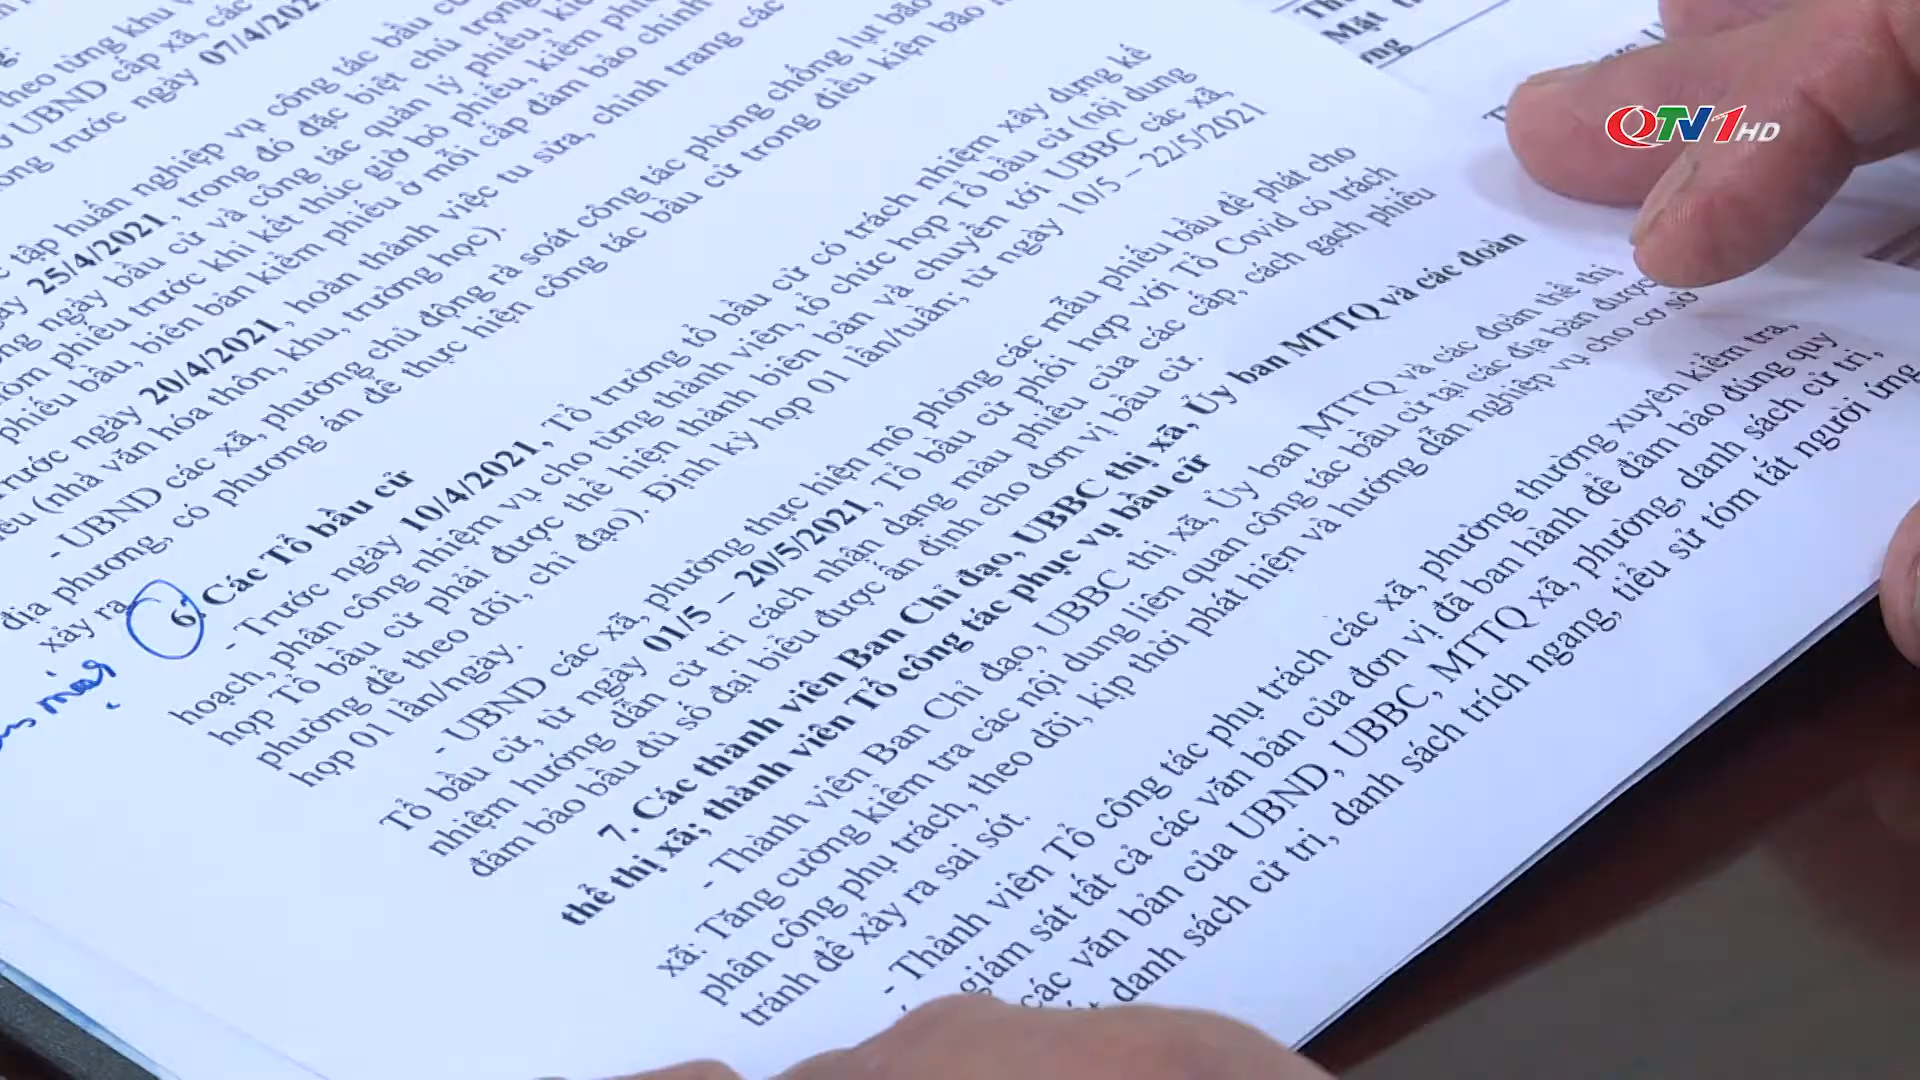 theo từng khu v
ơ UBND cấp xã, các
ong trước ngày 07/4/202
c tập huấn nghiệp vụ công tác bầu cử
ày 25/4/2021, trong đó đặc biệt chú trọng
ong ngày bầu cử và công tác quản lý phiếu, kiể
óm phiếu trước khi kết thúc giờ bỏ phiếu, kiểm phiếu
phiếu bầu, biên bản kiểm phiếu ở mỗi cấp đảm bảo chính
rước ngày 20/4/2021, hoàn thành việc tu sửa, chỉnh trang các
ếu (nhà văn hóa thôn, khu, trường học).
- UBND các xã, phường chủ động rà soát công tác phòng chống lụt bão
địa phương, có phương án để thực hiện công tác bầu cử trong điều kiện bão
xảy ra
6. Các Tổ bầu cử
- Trước ngày 10/4/2021, Tổ trưởng tổ bầu cử có trách nhiệm xây dựng kế
hoạch, phân công nhiệm vụ cho từng thành viên, tổ chức họp Tổ bầu cử (nội dung
họp Tổ bầu cử phải được thể hiện thành biên bản và chuyển tới UBBC các xã,
phường để theo dõi, chỉ đạo). Định kỳ họp 01 lần/tuần; từ ngày 10/5 – 22/5/2021
họp 01 lần/ngày.
- UBND các xã, phường thực hiện mô phỏng các mẫu phiếu bầu để phát cho
Tổ bầu cử, từ ngày 01/5 – 20/5/2021, Tổ bầu cử phối hợp với Tổ Covid có trách
nhiệm hướng dẫn cử tri cách nhận dạng màu phiếu của các cấp, cách gạch phiếu
đảm bảo bầu đủ số đại biểu được ấn định cho đơn vị bầu cử.
7. Các thành viên Ban Chỉ đạo, UBBC thị xã, Ủy ban MTTQ và các đoàn
thể thị xã; thành viên Tổ công tác phục vụ bầu cử
- Thành viên Ban Chỉ đạo, UBBC thị xã, Ủy ban MTTQ và các đoàn thể thị
xã: Tăng cường kiểm tra các nội dung liên quan công tác bầu cử tại các địa bàn được
phân công phụ trách, theo dõi, kịp thời phát hiện và hướng dẫn nghiệp vụ cho cơ sở
tránh để xảy ra sai sót.
- Thành viên Tổ công tác phụ trách các xã, phường thường xuyên kiểm tra,
giám sát tất cả các văn bản của đơn vị đã ban hành để đảm bảo đúng quy
các văn bản của UBND, UBBC, MTTQ xã, phường, danh sách cử tri,
danh sách cử tri, danh sách trích ngang, tiểu sử tóm tắt người ứng
Mặt t
QTV1HD